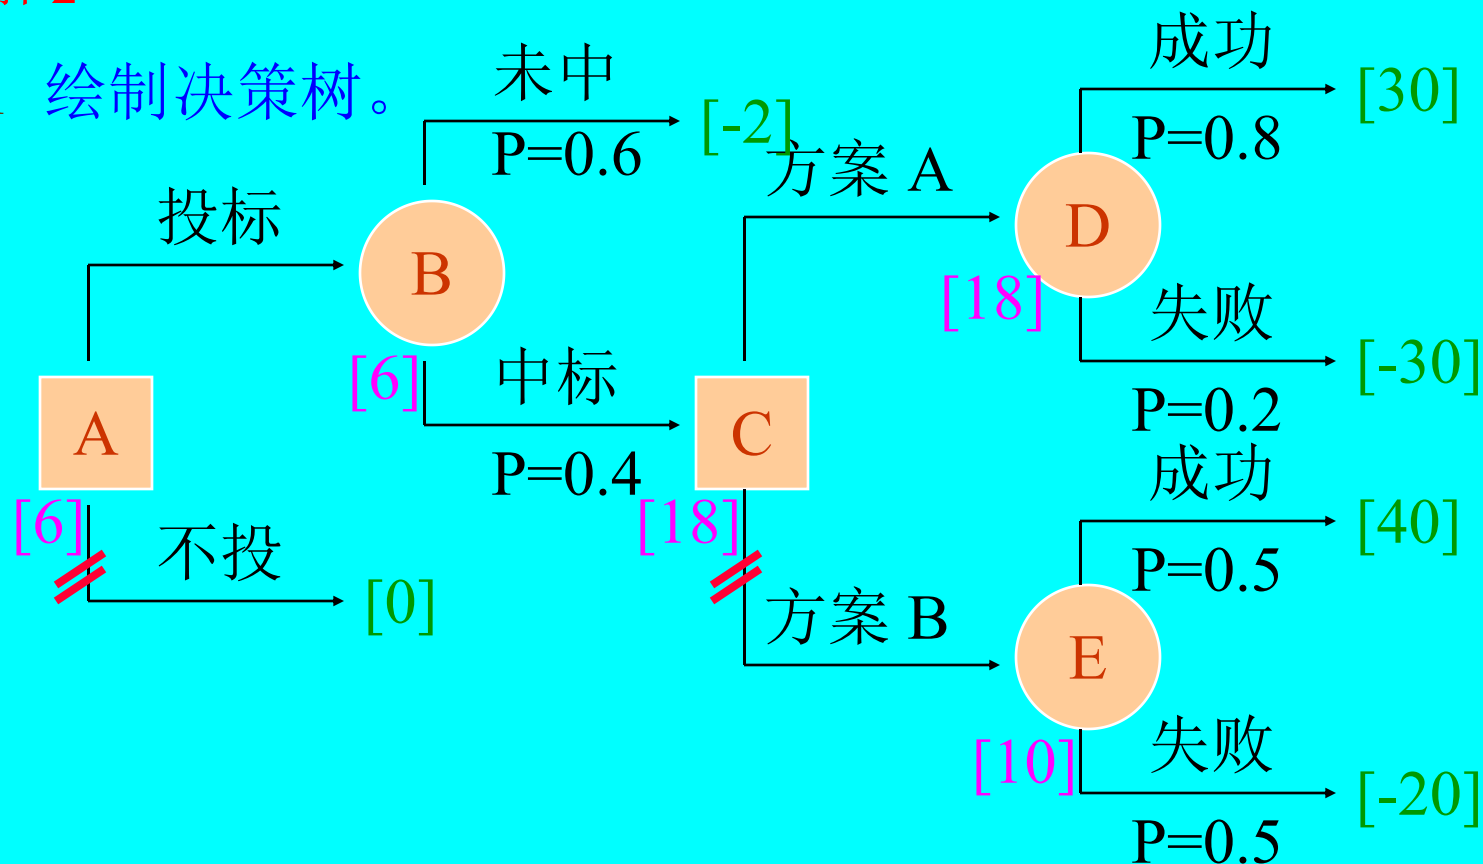 2
绘制决策树。
未中
P=0.6
[-2]
投标
B
[6]
中标
P=0.4
A
[6]
不投
[0]
方案 A
C
[18]
方案 B
D
[18]
成功
P=0.8
[30]
失败
P=0.2
[-30]
E
[10]
成功
P=0.5
[40]
失败
P=0.5
[-20]